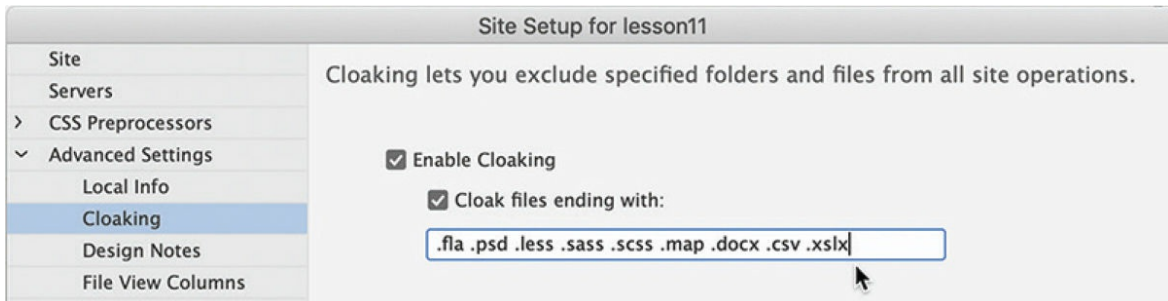 Site Setup for lesson11
Site
Servers
CSS Preprocessors
Advanced Settings
Local Info
Cloaking
Design Notes
File View Columns
Cloaking lets you exclude specified folders and files from all site operations.
Enable Cloaking
Cloak files ending with:
.fla .psd .less .sass .scss .map .docx .csv .xslx